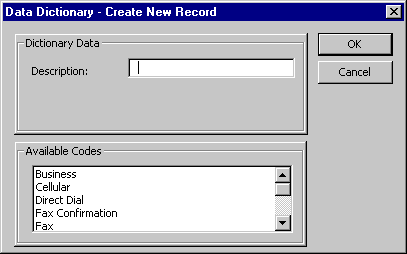 Data Dictionary - Create New Record
Dictionary Data
Description:
OK
Cancel
Available Codes
Business
Cellular
Direct Dial
Fax Confirmation
Fax